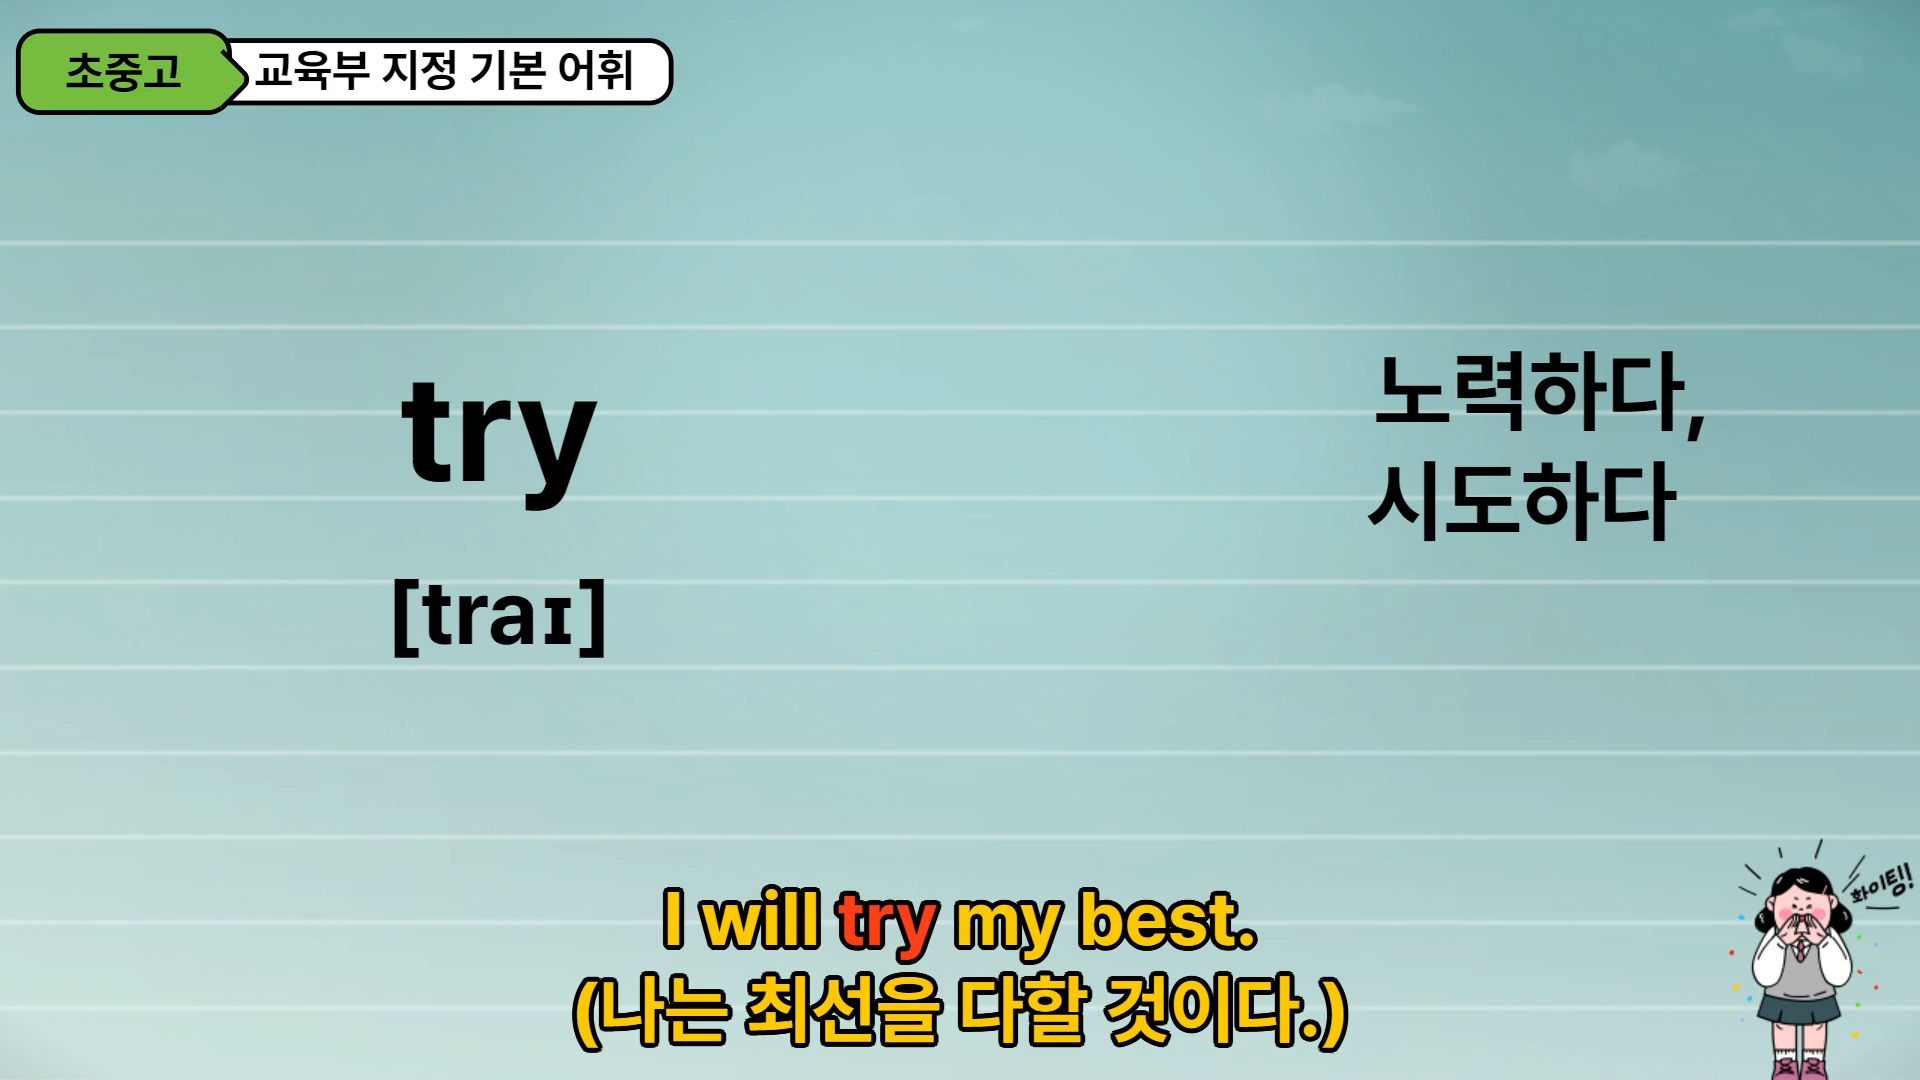 초중고
교육부 지정 기본 어휘
try
[traɪ]
노력하다,
시도하다
화이팅!
I will try my best.
(나는 최선을 다할 것이다.)